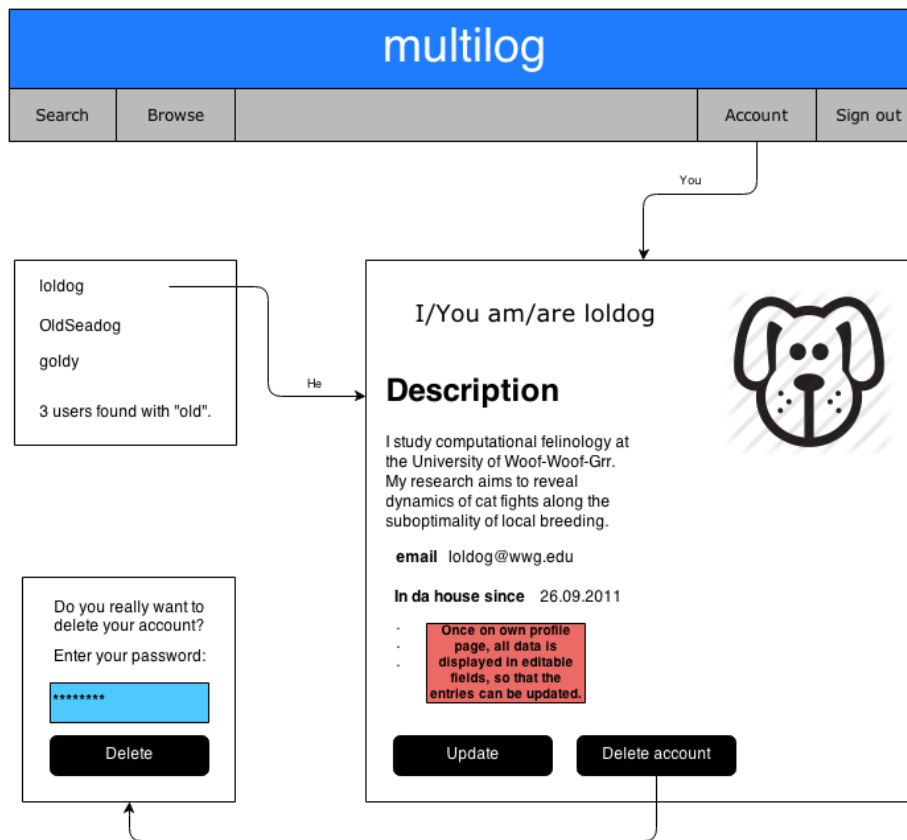 multilog
Search
Browse
Account
Sign out
You
loldog
OldSeadog
goldy
3 users found with "old".
He
I/You am/are loldog
Description
I study computational felinology at
the University of Woof-Woof-Grr.
My research aims to reveal
dynamics of cat fights along the
suboptimality of local breeding.
email loldog@wwg.edu
In da house since 26.09.2011
.
.
.
Once on own profile
page, all data is
displayed in editable
fields, so that the
entries can be updated.
Update
Delete account
Do you really want to
delete your account?
Enter your password:
********
Delete